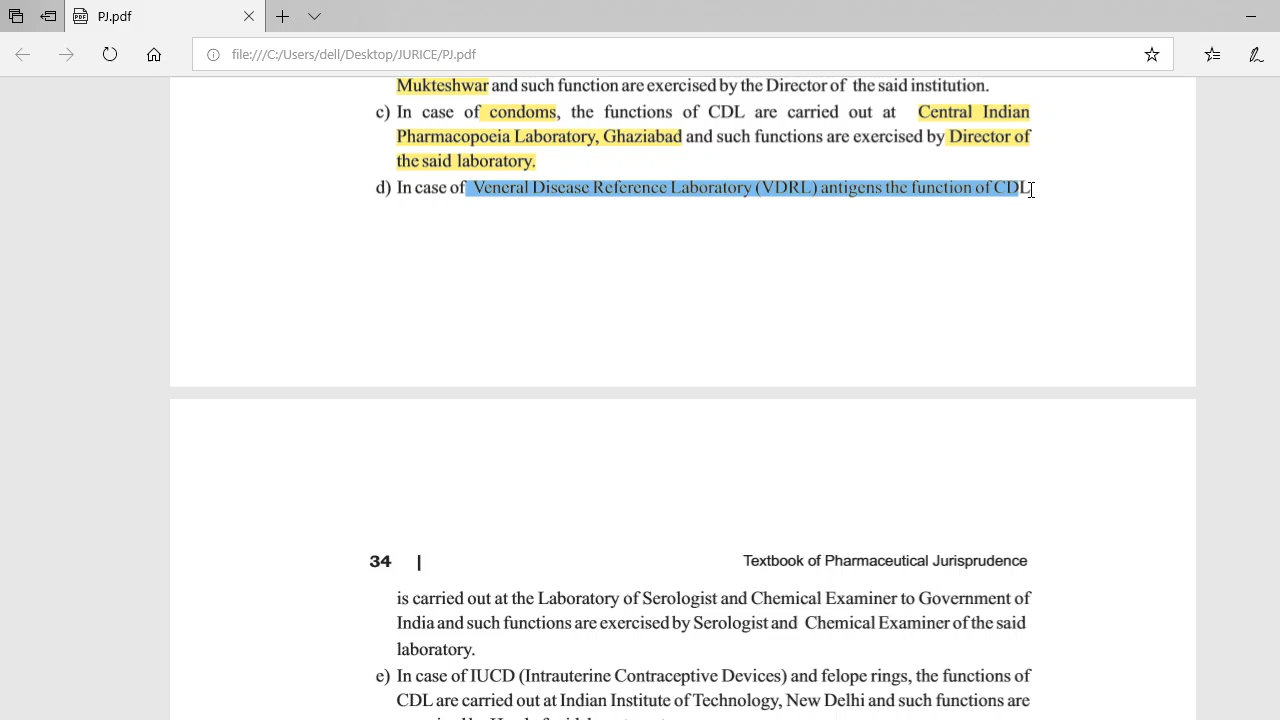 PJ.pdf
file:///C:/Users/dell/Desktop/JURICE/PJ.pdf
Mukteshwar and such function are exercised by the Director of the said institution.
c) In case of condoms, the functions of CDL are carried out at Central Indian
Pharmacopoeia Laboratory, Ghaziabad and such functions are exercised by Director of
the said laboratory.
d) In case of Veneral Disease Reference Laboratory (VDRL) antigens the function of CDL
34 | Textbook of Pharmaceutical Jurisprudence
is carried out at the Laboratory of Serologist and Chemical Examiner to Government of
India and such functions are exercised by Serologist and Chemical Examiner of the said
laboratory.
e) In case of IUCD (Intrauterine Contraceptive Devices) and felope rings, the functions of
CDL are carried out at Indian Institute of Technology, New Delhi and such functions are